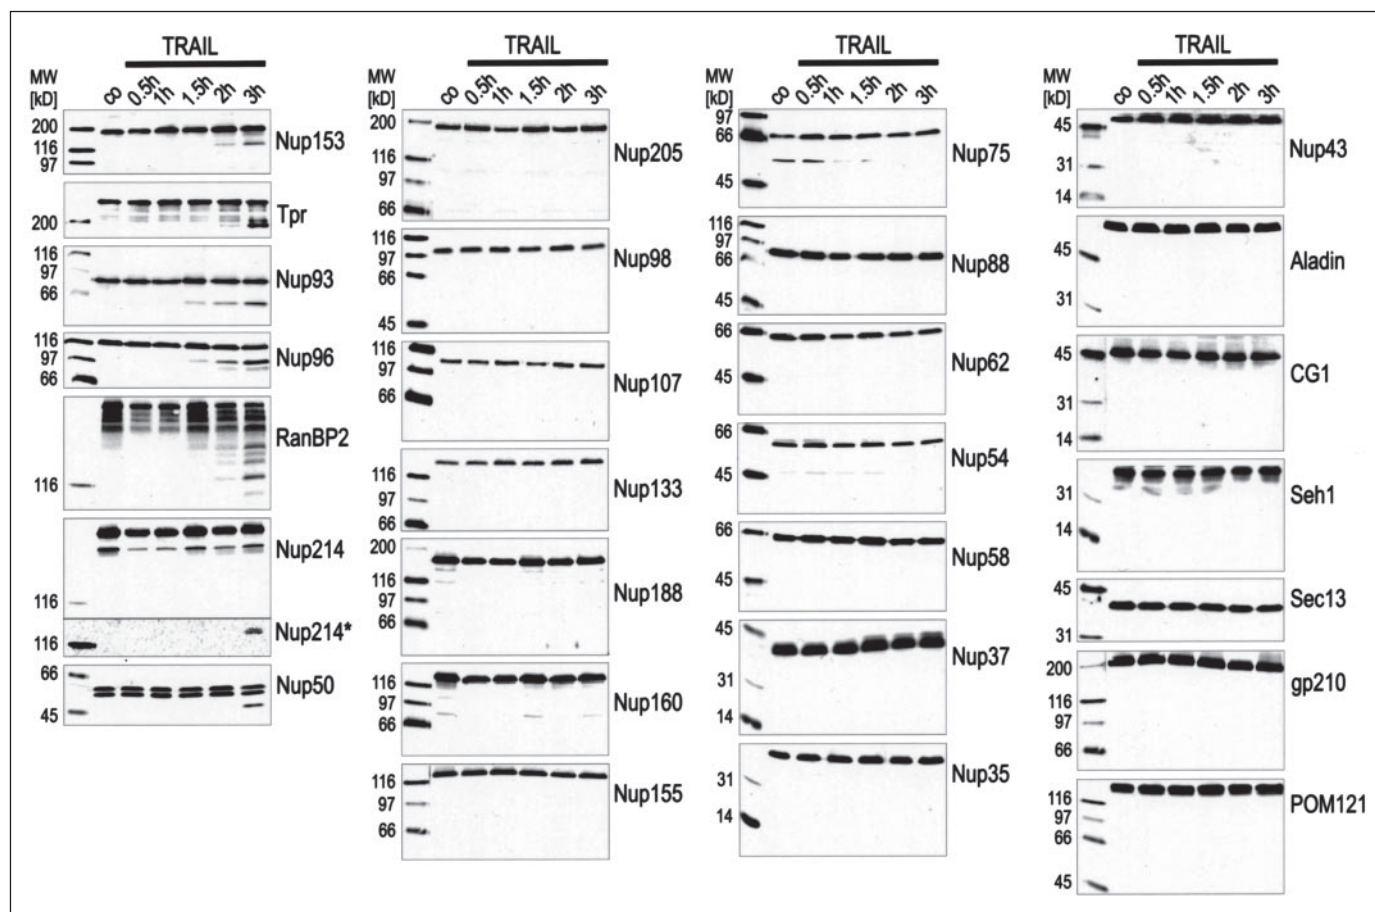 TRAIL
MW
[kD]
co 0.5h 1h 1.5h 2h 3h
200
116
97
Nup153
200
Tpr
116
97
66
Nup93
116
97
66
Nup96
116
RanBP2
116
Nup214
116
Nup214*
66
45
Nup50
TRAIL
MW
[kD]
co 0.5h 1h 1.5h 2h 3h
200
116
97
66
Nup205
116
97
66
45
Nup98
116
97
66
Nup107
116
97
66
Nup133
200
116
97
66
Nup188
116
97
66
Nup160
116
97
66
Nup155
TRAIL
MW
[kD]
co 0.5h 1h 1.5h 2h 3h
97
66
45
Nup75
116
97
66
45
Nup88
66
45
Nup62
66
45
Nup54
66
45
Nup58
45
31
14
Nup37
31
14
Nup35
TRAIL
MW
[kD]
co 0.5h 1h 1.5h 2h 3h
45
31
14
Nup43
45
31
Aladin
45
31
14
CG1
31
14
Seh1
45
31
Sec13
200
116
97
66
gp210
116
97
66
45
POM121